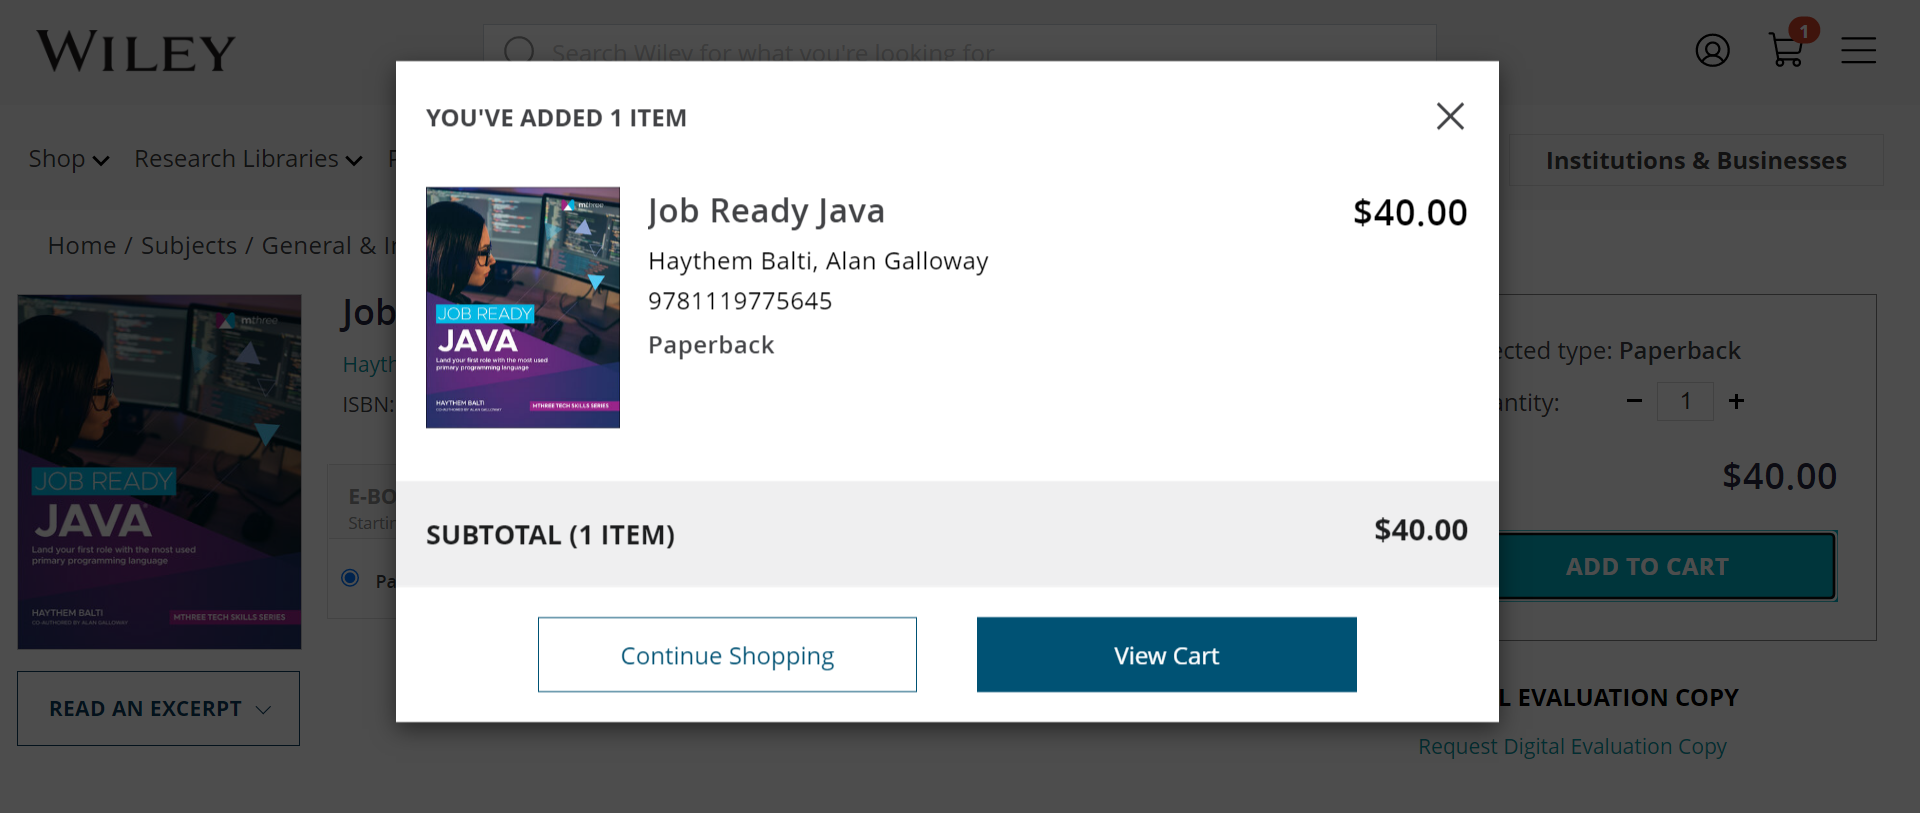 WILEY
Search Wiley for what you're looking for
1
Shop
Research Libraries
Institutions & Businesses
Home / Subjects / General & I
YOU'VE ADDED 1 ITEM
mthree
JOB READY
JAVA
Land your first role with the most used
primary programming language
HAYTHEM BALTI
CO-AUTHORED BY ALAN GALLOWAY
MTHREE TECH SKILLS SERIES
Job Ready Java
$40.00
Haythem Balti, Alan Galloway
9781119775645
Paperback
SUBTOTAL (1 ITEM)
$40.00
Continue Shopping
View Cart
mthree
JOB READY
JAVA
Land your first role with the most used
primary programming language
HAYTHEM BALTI
CO-AUTHORED BY ALAN GALLOWAY
MTHREE TECH SKILLS SERIES
READ AN EXCERPT
Job
Hayth
ISBN:
E-BO
Startin
Pa
ected type: Paperback
antity:
1
$40.00
ADD TO CART
L EVALUATION COPY
Request Digital Evaluation Copy